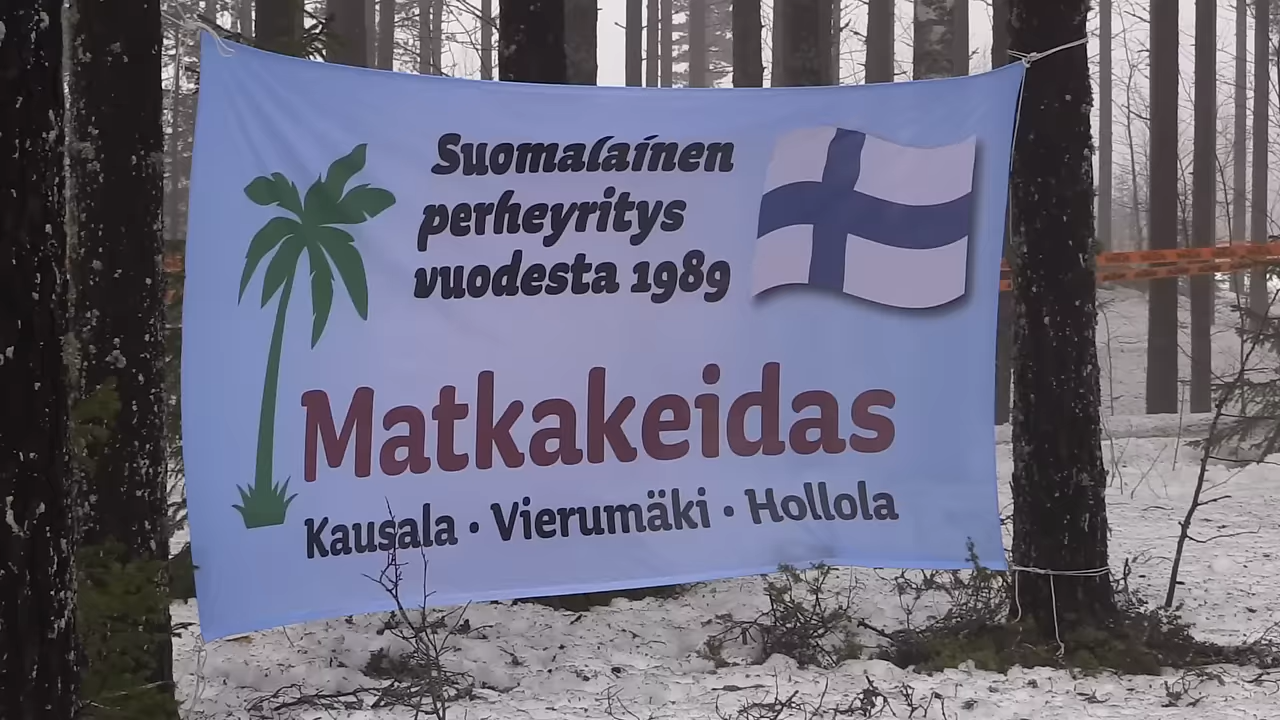 Suomalainen
perheyritys
vuodesta 1989
Matkakeidas
Kausala • Vierumäki • Hollola